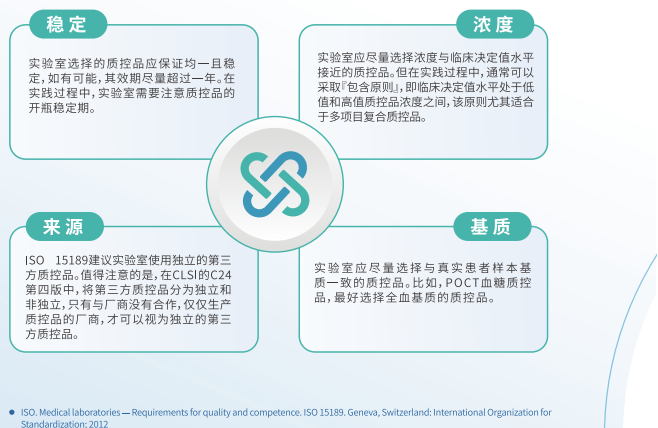 稳定
实验室选择的质控品应保证均一且稳
定，如有可能，其效期尽量超过一年。在
实践过程中，实验室需要注意质控品的
开瓶稳定期。
浓度
实验室应尽量选择浓度与临床决定值水平
接近的质控品。但在实践过程中，通常可以
采取『包含原则』，即临床决定值水平处于低
值和高值质控品浓度之间，该原则尤其适合
于多项目复合质控品。
来源
ISO 15189建议实验室使用独立的第三
方质控品。值得注意的是，在CLSI的C24
第四版中，将第三方质控品分为独立和
非独立，只有与厂商没有合作，仅仅生产
质控品的厂商，才可以视为独立的第三
方质控品。
基质
实验室应尽量选择与真实患者样本基
质一致的质控品。比如，POCT血糖质控
品，最好选择全血基质的质控品。
ISO. Medical laboratories — Requirements for quality and competence. ISO 15189. Geneva, Switzerland: International Organization for
Standardization; 2012